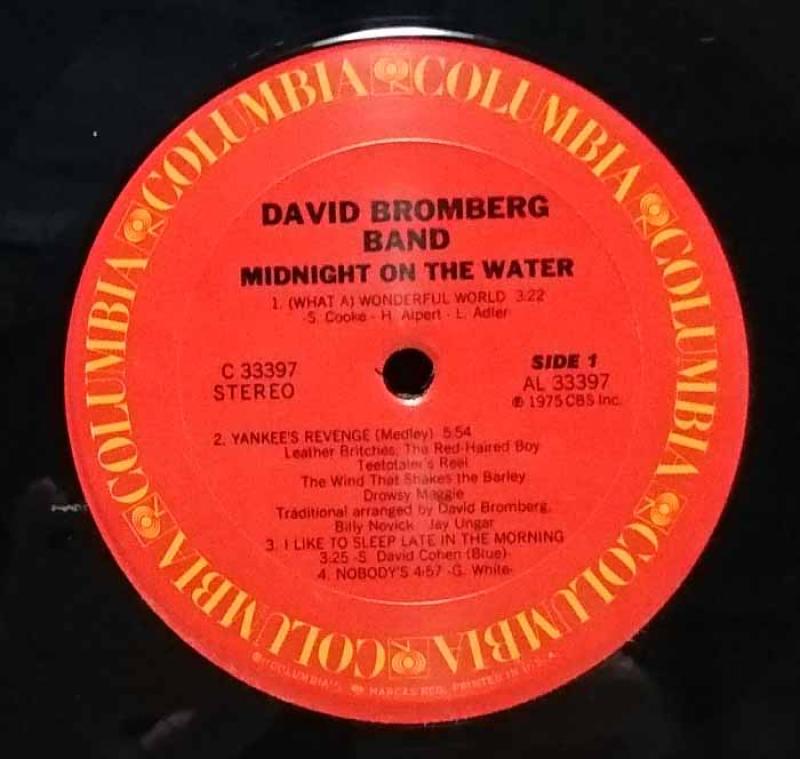 COLUMBIA COLUMBIA COLUMBIA COLUMBIA COLUMBIA COLUMBIA
DAVID BROMBERG
BAND
MIDNIGHT ON THE WATER
1. (WHAT A) WONDERFUL WORLD 3:22
-S. Cooke - H. Alpert - L. Adler-
C 33397
STEREO
SIDE 1
AL 33397
℗ 1975 CBS Inc.
2. YANKEE'S REVENGE (Medley) 5:54
Leather Britches, The Red-Haired Boy
Teetotaler's Reel
The Wind That Shakes the Barley
Drowsy Maggie
Traditional arranged by David Bromberg,
Billy Novick, Jay Ungar
3. I LIKE TO SLEEP LATE IN THE MORNING
3:25 -S. David Cohen (Blue)-
4. NOBODY'S 4:57 -G. White-
® "COLUMBIA", MARCAS REG. PRINTED IN U.S.A.